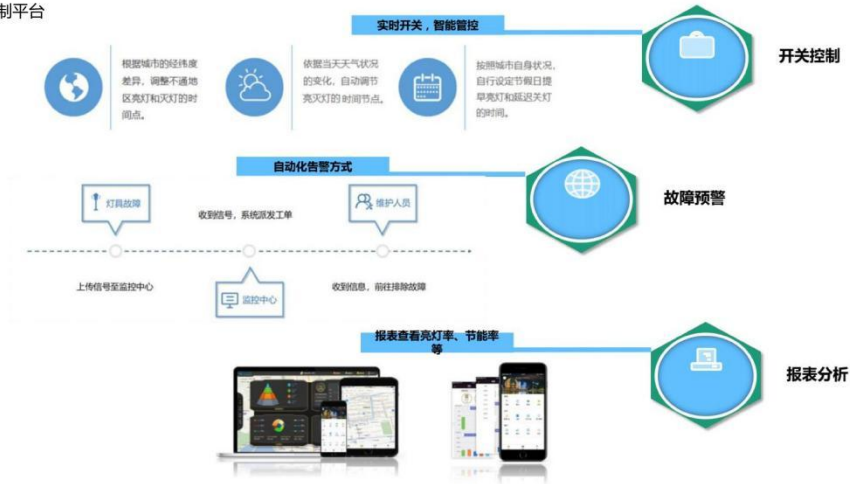 制平台
实时开关，智能管控
开关控制
根据城市的经纬度
差异，调整不通地
区亮灯和灭灯的时
间点。
依据当天天气状况
的变化，自动调节
亮灭灯的时间节点。
按照城市自身状况，
自行设定节假日提
早亮灯和延迟关灯
的时间。
自动化告警方式
故障预警
灯具故障
收到信号，系统派发工单
维护人员
上传信号至监控中心
监控中心
收到信息，前往排除故障
报表查看亮灯率、节能率
等
报表分析